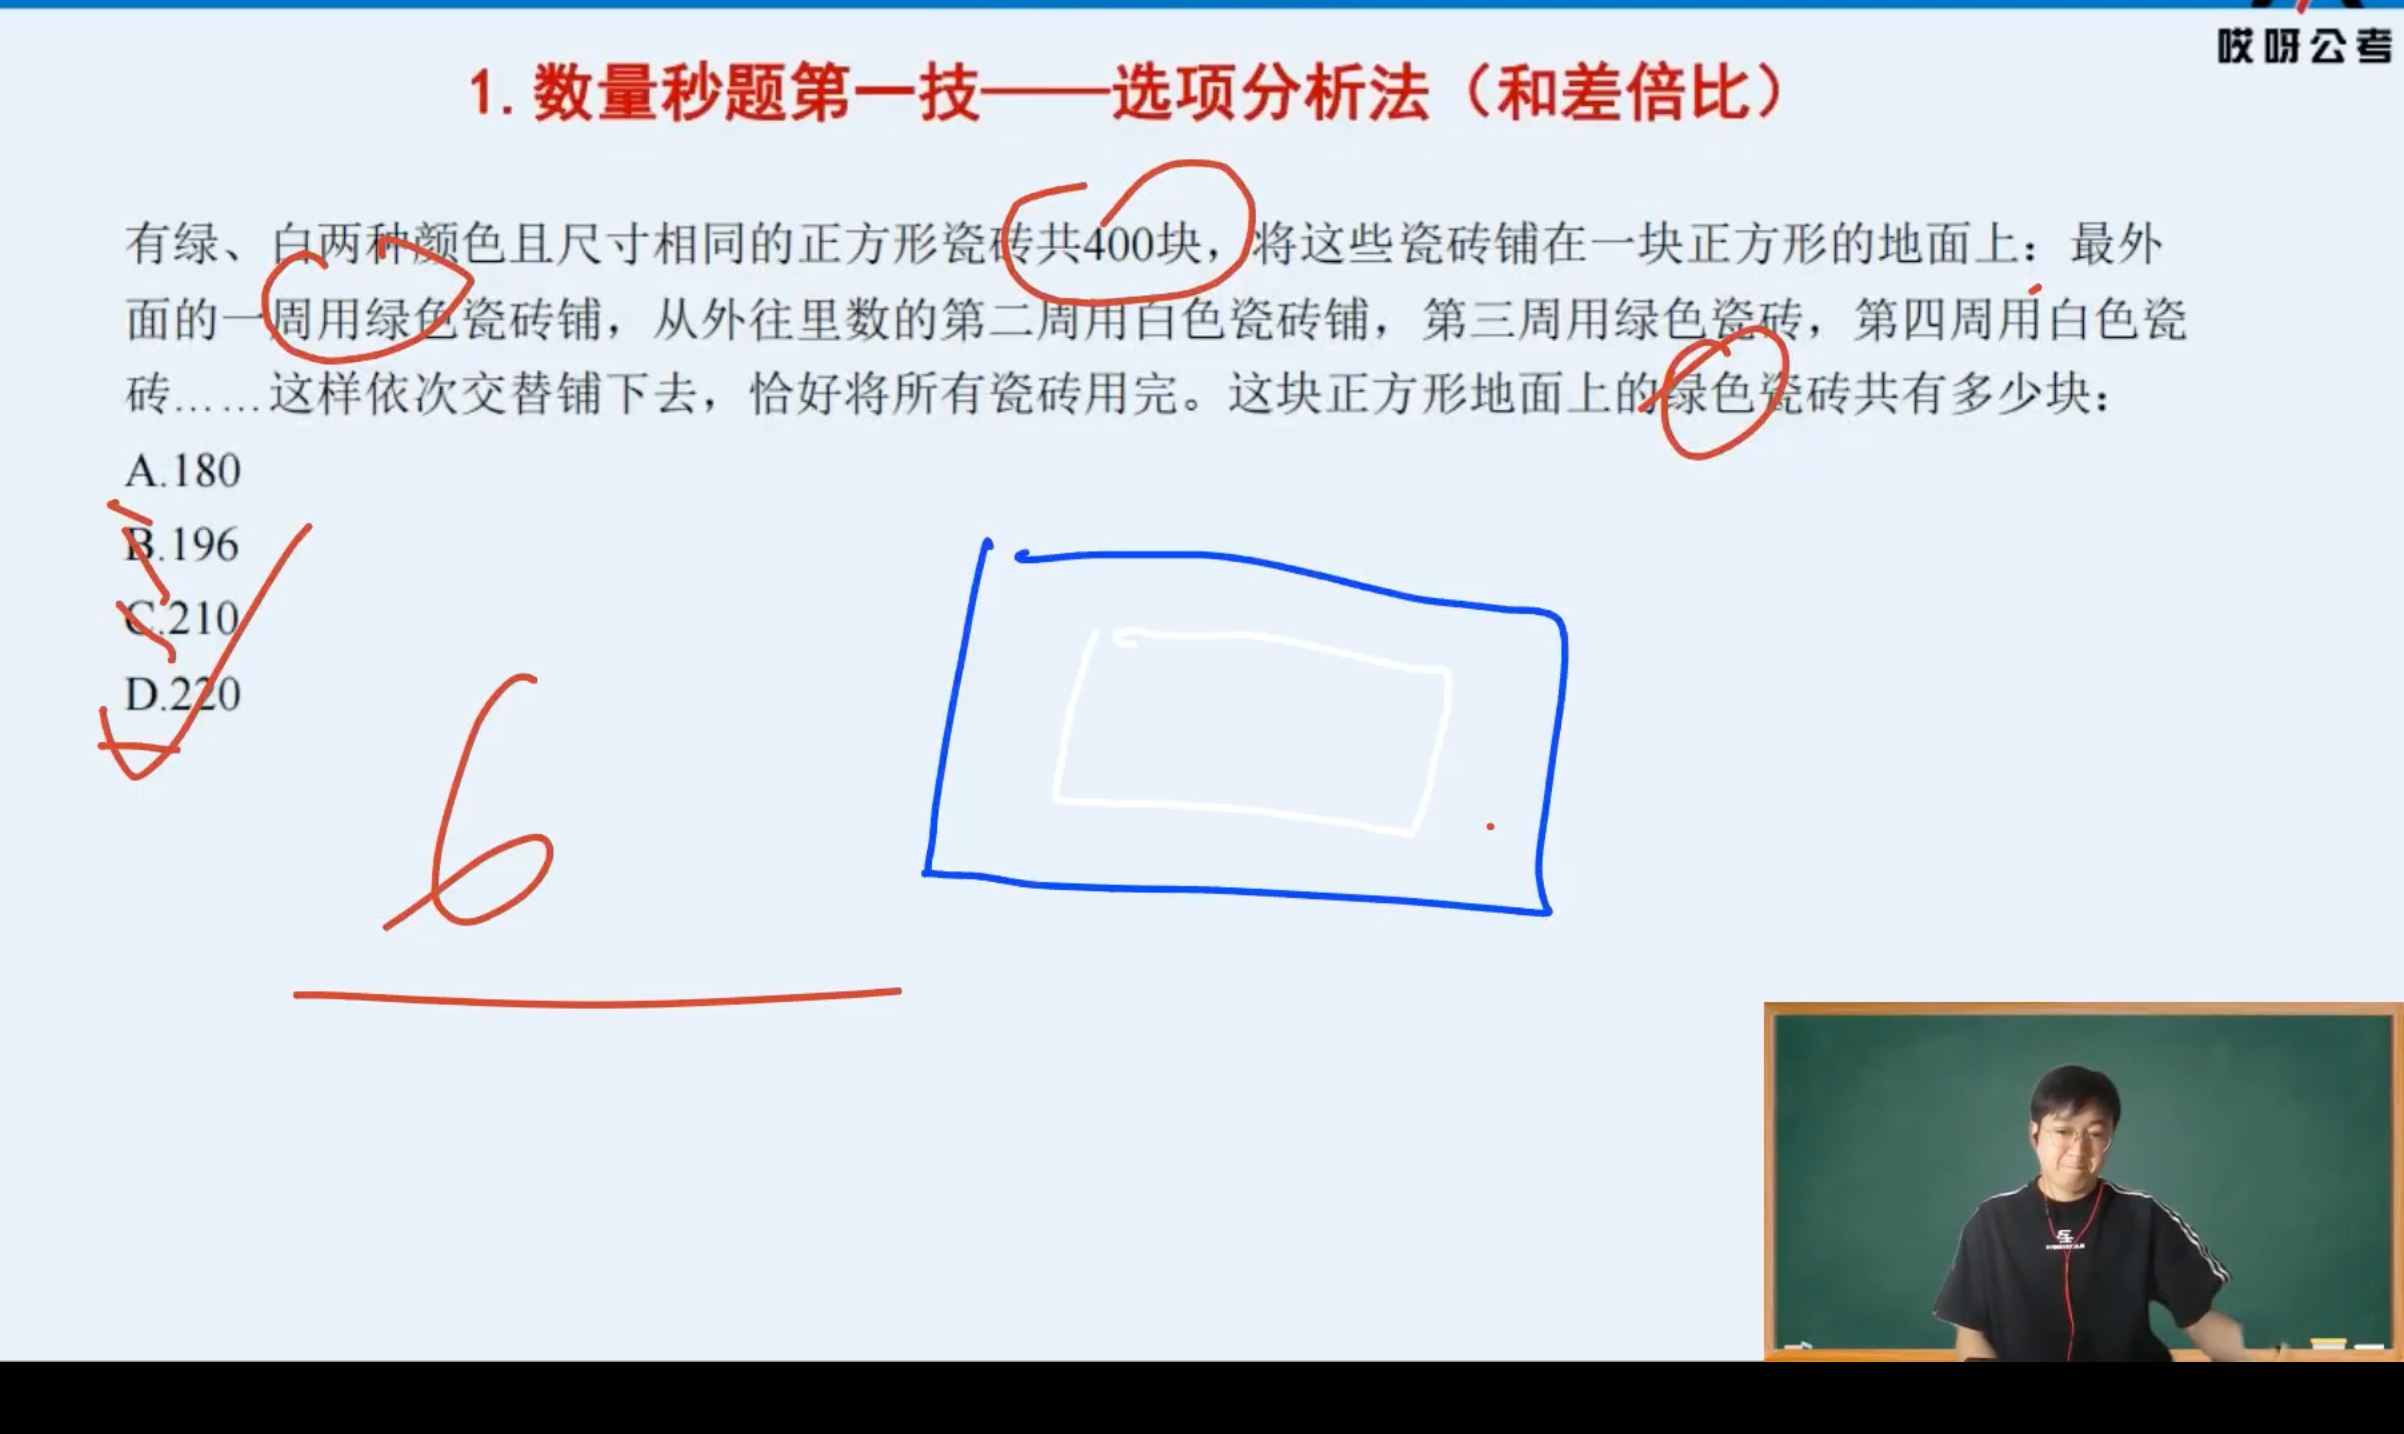 哎呀公考
1.数量秒题第一技——选项分析法（和差倍比）
有绿、白两种颜色且尺寸相同的正方形瓷砖共400块，将这些瓷砖铺在一块正方形的地面上：最外
面的一周用绿色瓷砖铺，从外往里数的第二周用白色瓷砖铺，第三周用绿色瓷砖，第四周用白色瓷
砖……这样依次交替铺下去，恰好将所有瓷砖用完。这块正方形地面上的绿色瓷砖共有多少块：
A.180
B.196
C.210
D.220
6